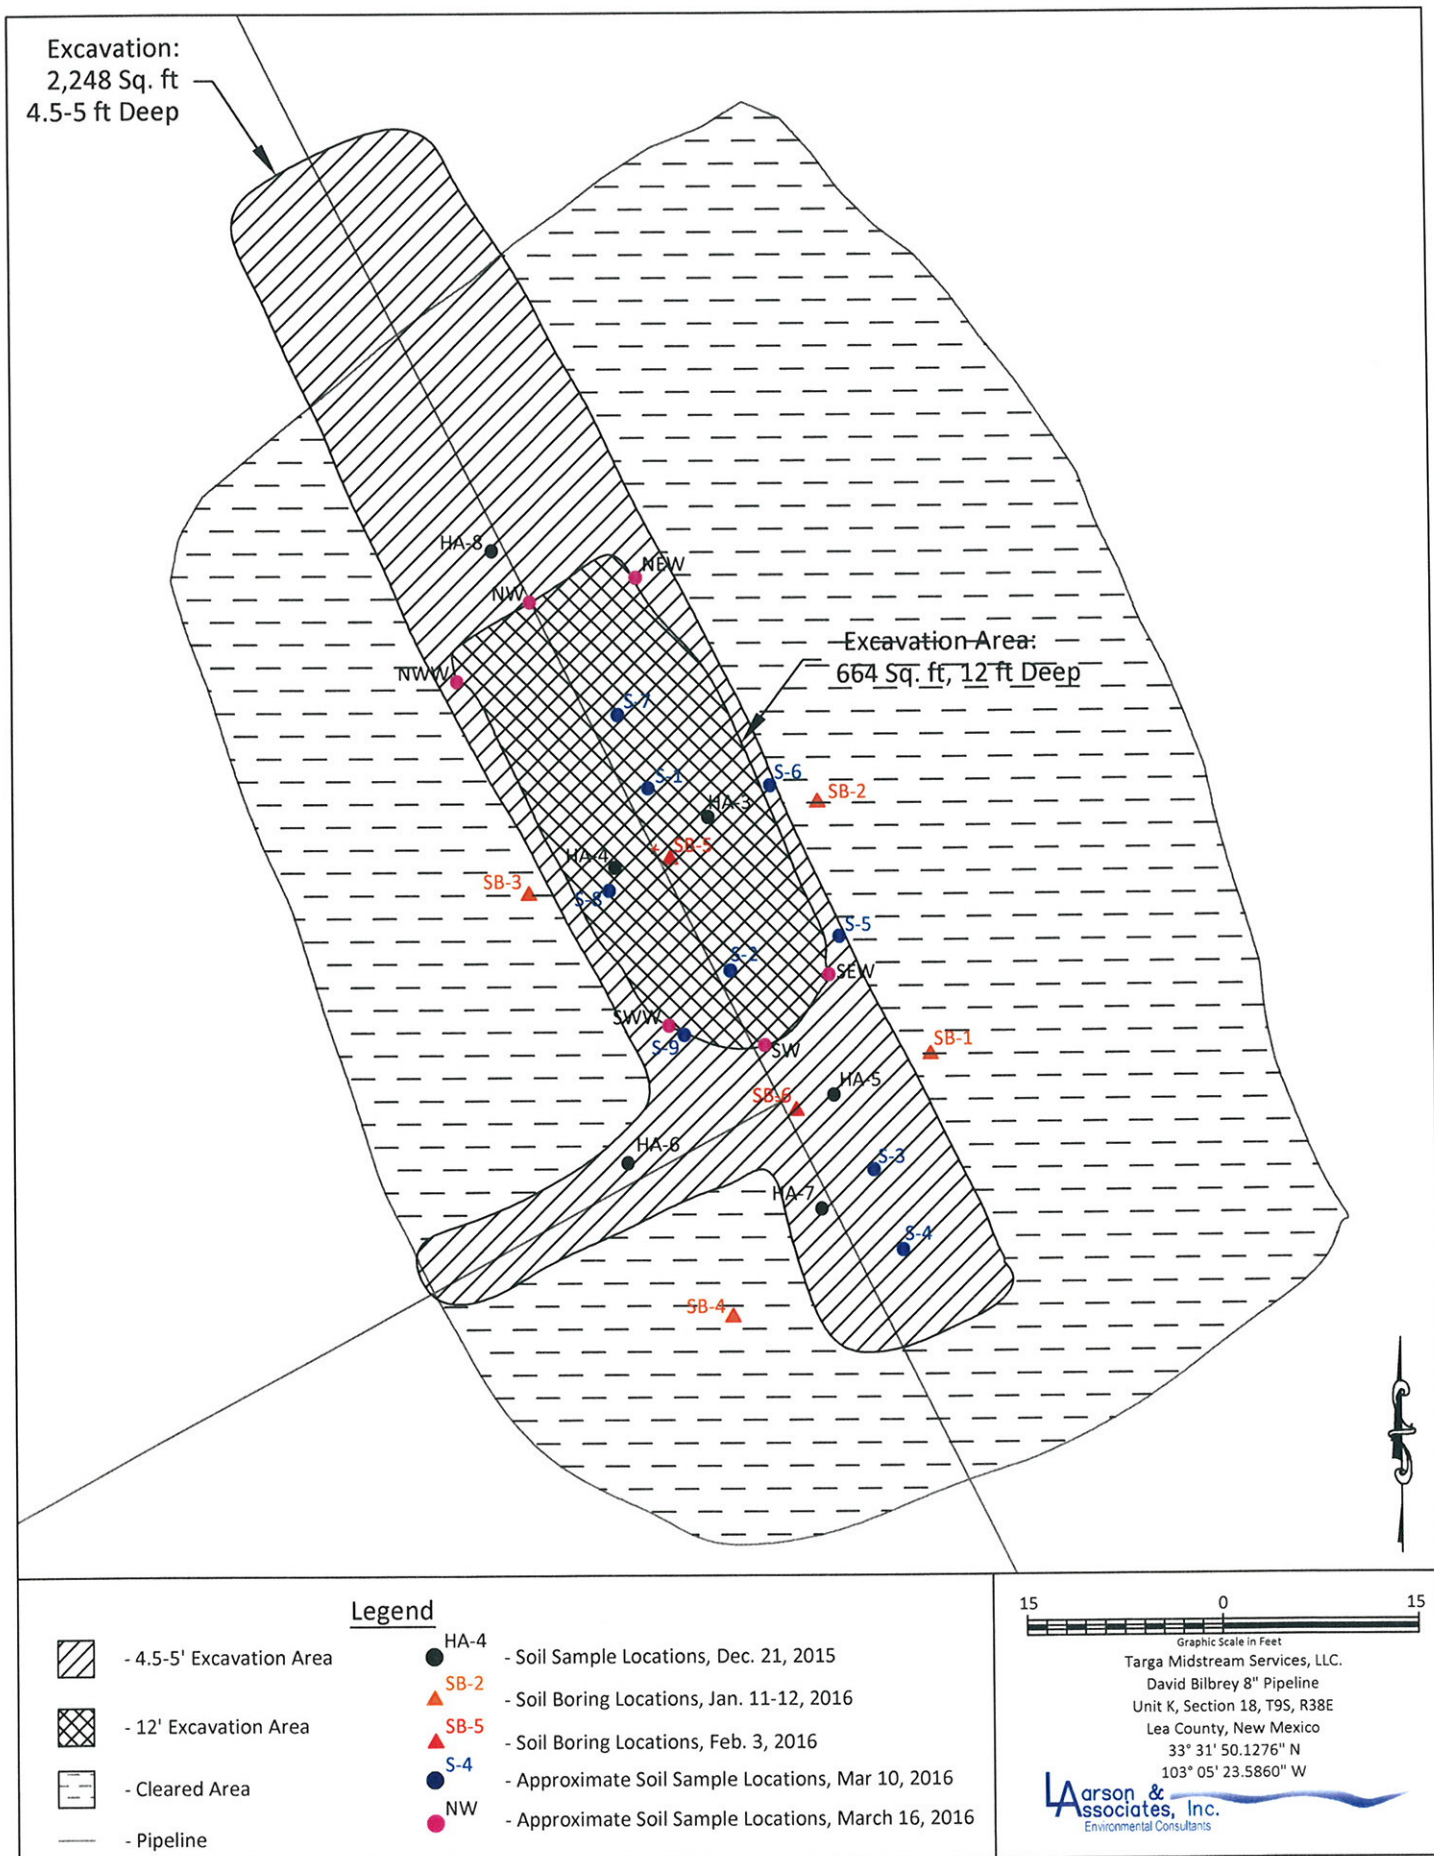 Excavation:
2,248 Sq. ft
4.5-5 ft Deep
HA-8
NEW
NW
Excavation Area:
664 Sq. ft, 12 ft Deep
NWW
S-7
S-1
S-6
SB-2
HA-3
SB-5
HA-4
SB-3
S-8
S-5
S-2
SEW
SWW
S-9
SW
SB-1
HA-5
SB-6
HA-6
S-3
HA-7
S-4
SB-4
Legend
- 4.5-5' Excavation Area
- 12' Excavation Area
- Cleared Area
- Pipeline
HA-4
- Soil Sample Locations, Dec. 21, 2015
SB-2
- Soil Boring Locations, Jan. 11-12, 2016
SB-5
- Soil Boring Locations, Feb. 3, 2016
S-4
- Approximate Soil Sample Locations, Mar 10, 2016
NW
- Approximate Soil Sample Locations, March 16, 2016
15 0 15
Graphic Scale in Feet
Targa Midstream Services, LLC.
David Bilbrey 8" Pipeline
Unit K, Section 18, T9S, R38E
Lea County, New Mexico
33° 31' 50.1276" N
103° 05' 23.5860" W
Larson &
Associates, Inc.
Environmental Consultants